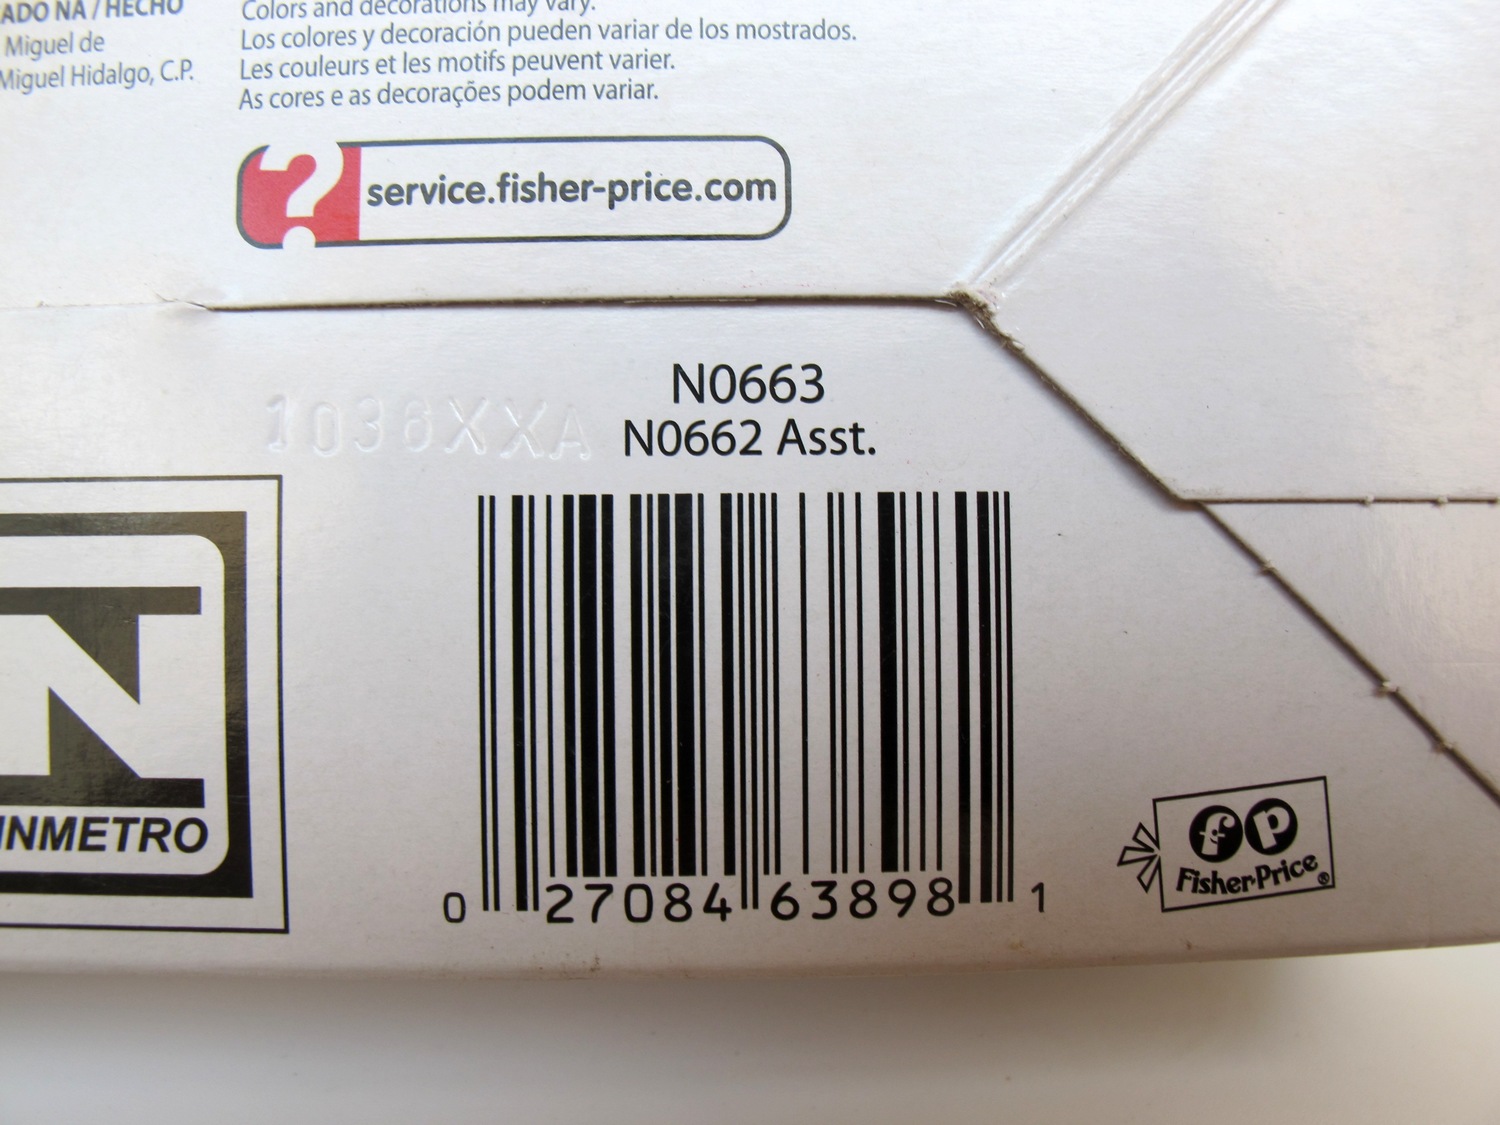 ADO NA / HECHO
Miguel de
Miguel Hidalgo, C.P.
Colors and decorations may vary.
Los colores y decoración pueden variar de los mostrados.
Les couleurs et les motifs peuvent varier.
As cores e as decorações podem variar.
? service.fisher-price.com
N0663
N0662 Asst.
1036XXA
N
INMETRO
0 27084 63898 1
fp
Fisher-Price®